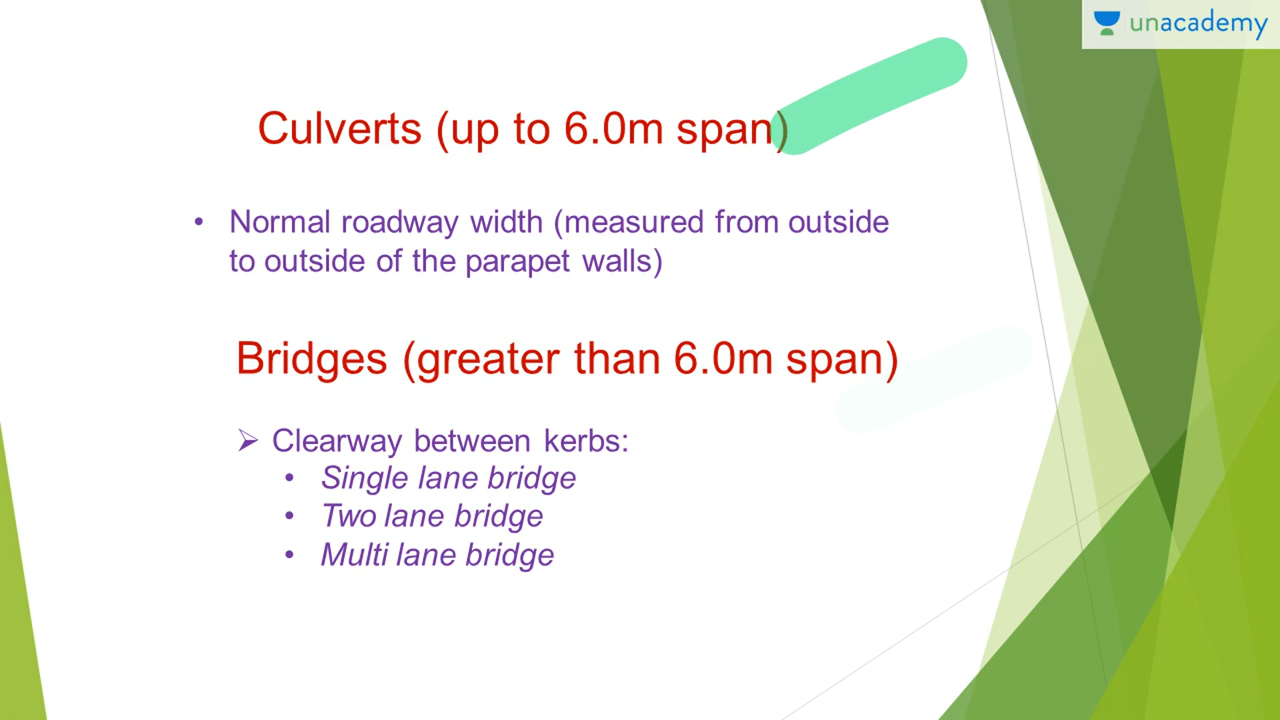 unacademy
Culverts (up to 6.0m span)
• Normal roadway width (measured from outside
to outside of the parapet walls)
Bridges (greater than 6.0m span)
➢ Clearway between kerbs:
• Single lane bridge
• Two lane bridge
• Multi lane bridge